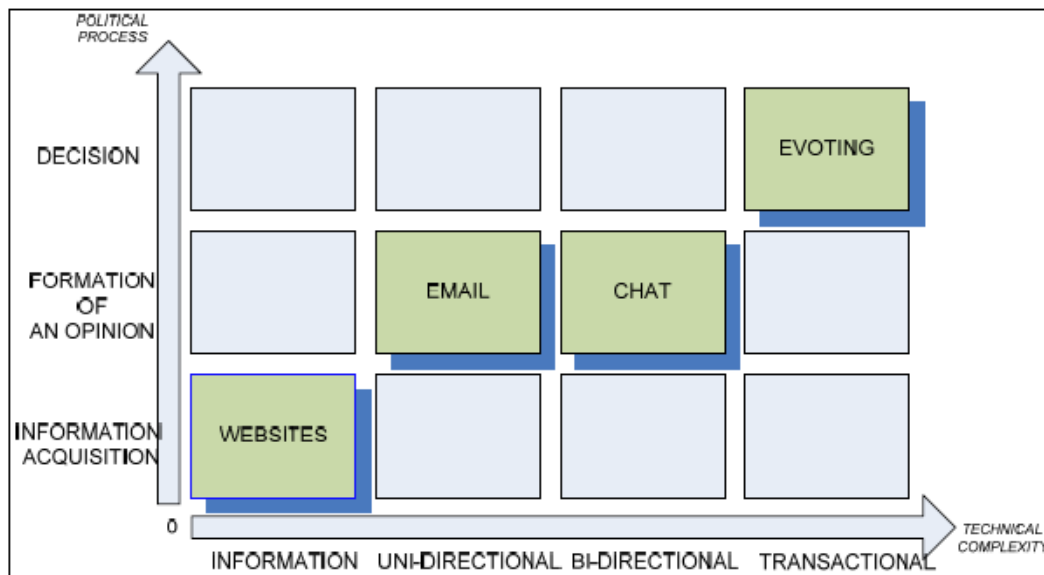 POLITICAL
PROCESS
DECISION
EVOTING
FORMATION
OF
AN OPINION
EMAIL
CHAT
INFORMATION
ACQUISITION
WEBSITES
0
TECHNICAL
COMPLEXITY
INFORMATION
UNI-DIRECTIONAL
BI-DIRECTIONAL
TRANSACTIONAL